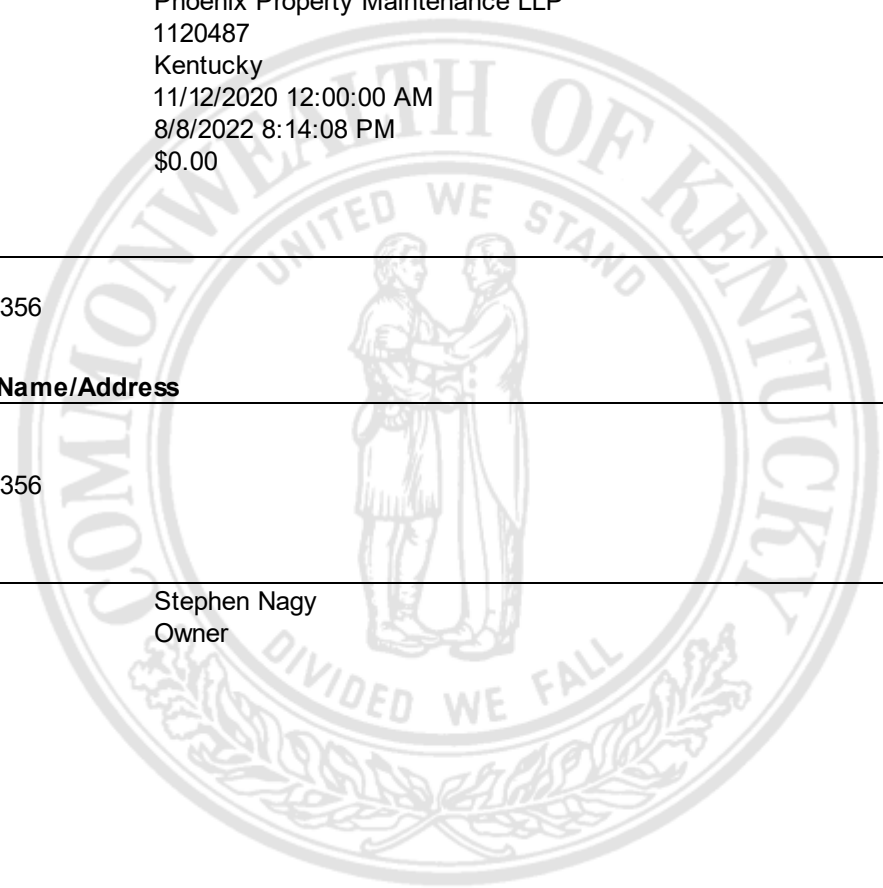 Phoenix Property Maintenance LLP
1120487
Kentucky
11/12/2020 12:00:00 AM
8/8/2022 8:14:08 PM
$0.00
356
Name/Address
356
Stephen Nagy
Owner
COMMONWEALTH OF KENTUCKY
UNITED WE STAND
DIVIDED WE FALL